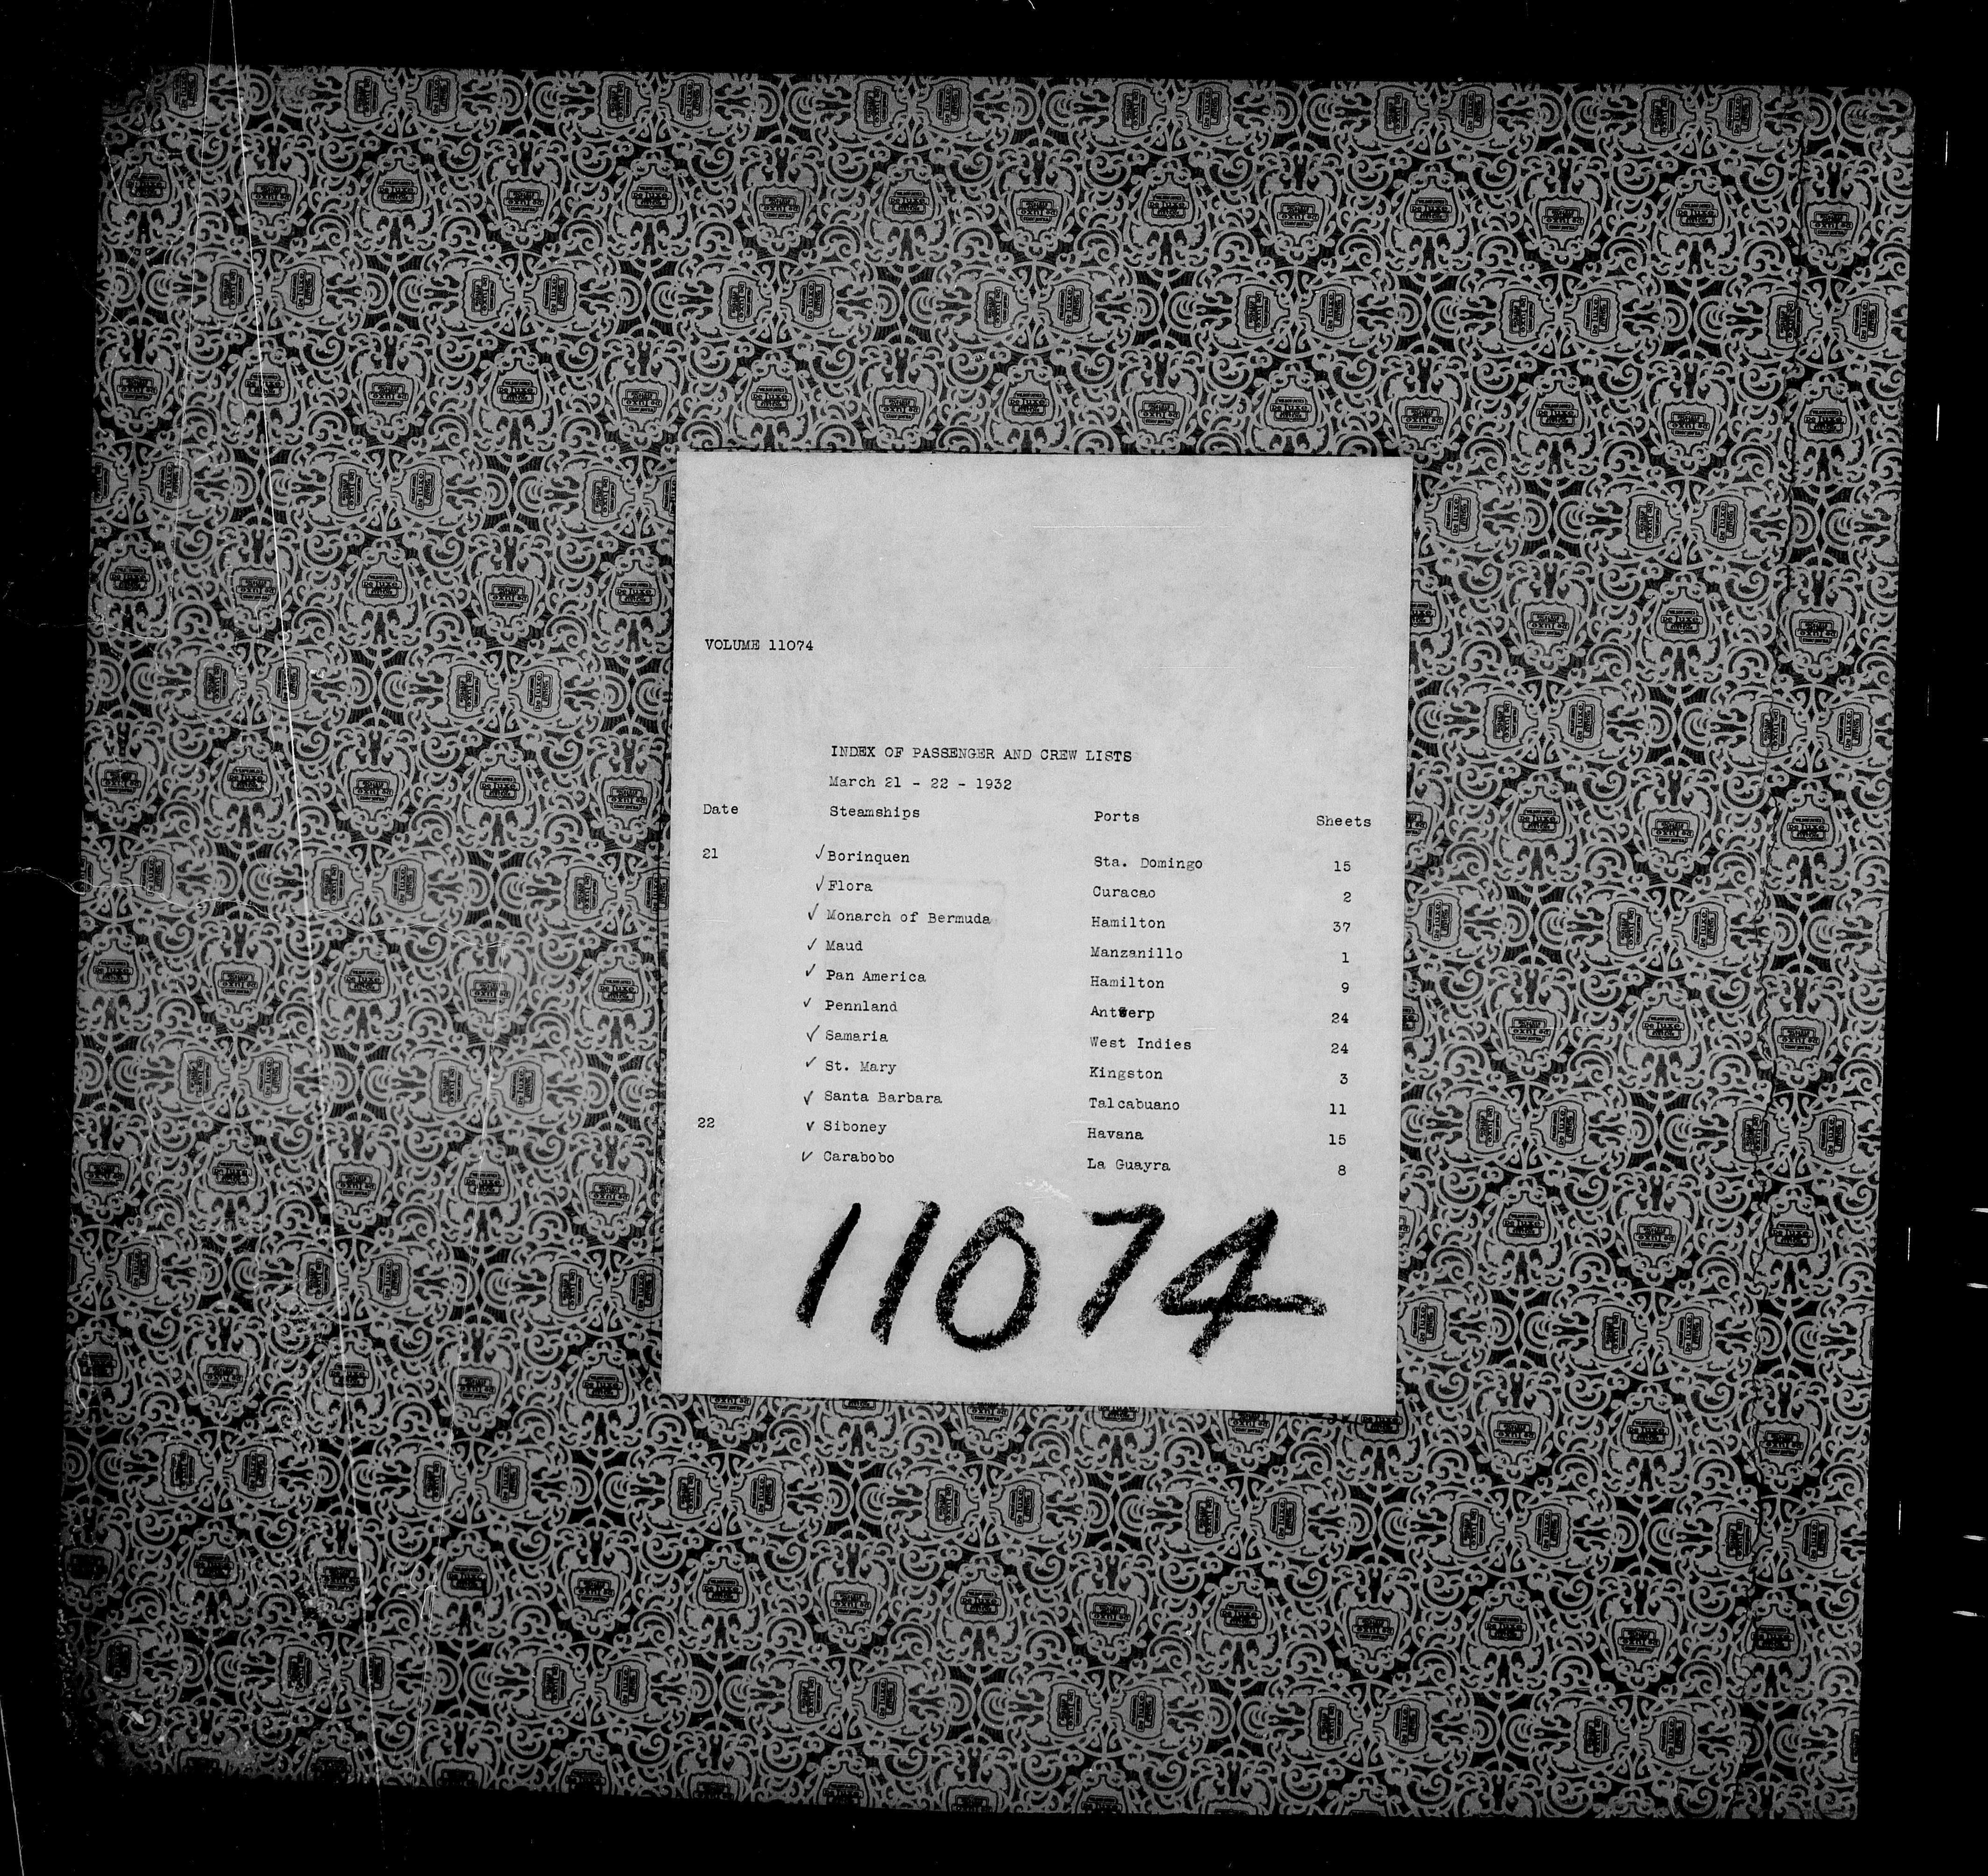 VOLUME 11074
INDEX OF PASSENGER AND CREW LISTS
March 21 - 22 - 1932
Date Steamships Ports Sheets
21 ✓ Borinquen Sta. Domingo 15
✓ Flora Curacao 2
✓ Monarch of Bermuda Hamilton 37
✓ Maud Manzanillo 1
✓ Pan America Hamilton 9
✓ Pennland Antwerp 24
✓ Samaria West Indies 24
✓ St. Mary Kingston 3
✓ Santa Barbara Talcabuano 11
22 ✓ Siboney Havana 15
✓ Carabobo La Guayra 8
11074